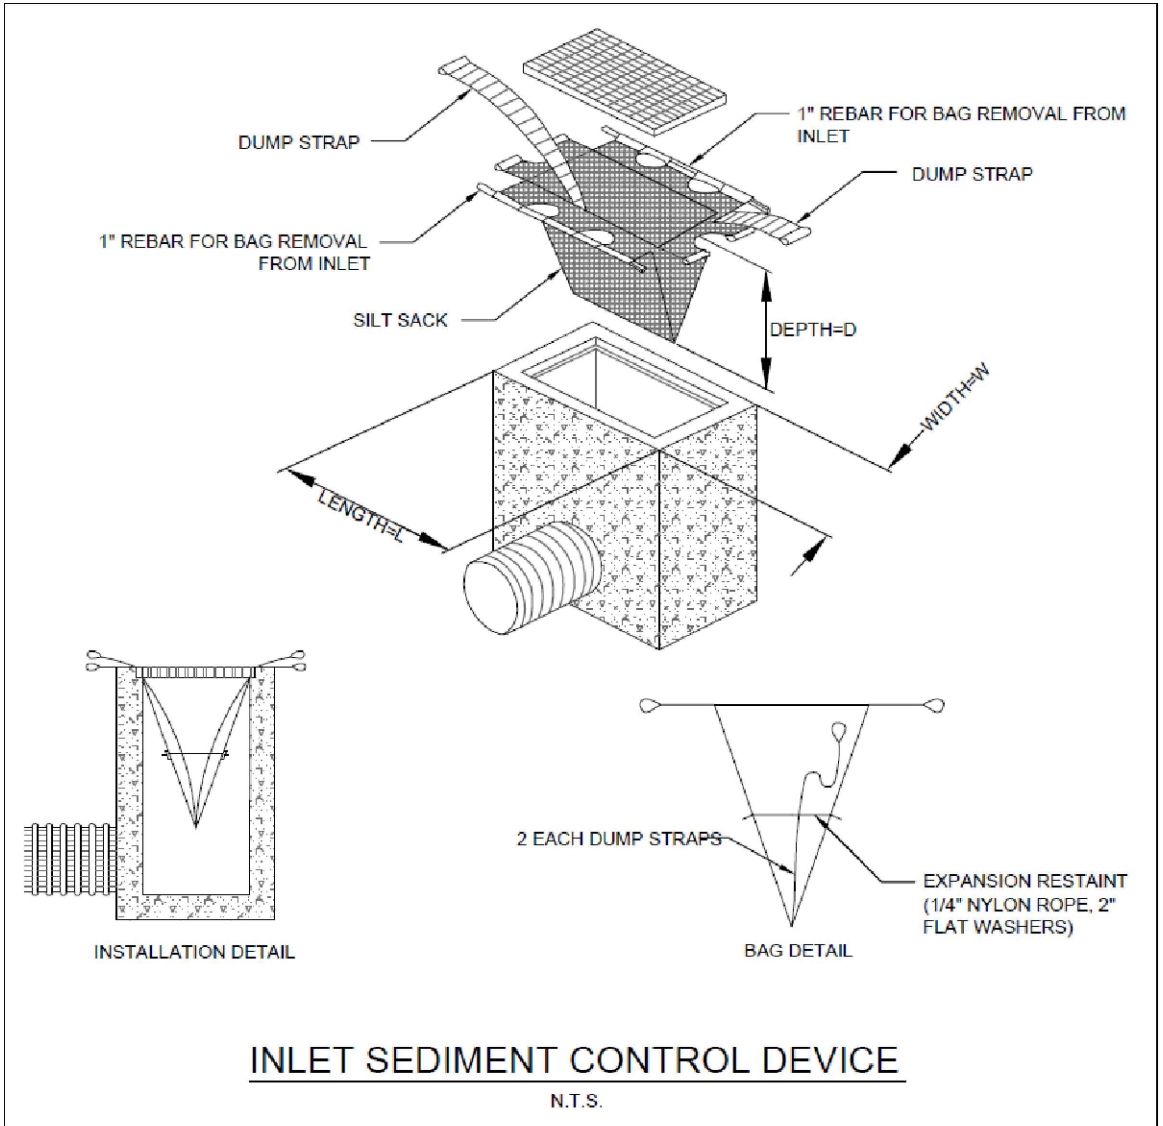 DUMP STRAP
1" REBAR FOR BAG REMOVAL FROM
INLET
DUMP STRAP
1" REBAR FOR BAG REMOVAL
FROM INLET
SILT SACK
DEPTH=D
WIDTH=W
LENGTH=L
2 EACH DUMP STRAPS
EXPANSION RESTAINT
(1/4" NYLON ROPE, 2"
FLAT WASHERS)
INSTALLATION DETAIL
BAG DETAIL
INLET SEDIMENT CONTROL DEVICE
N.T.S.